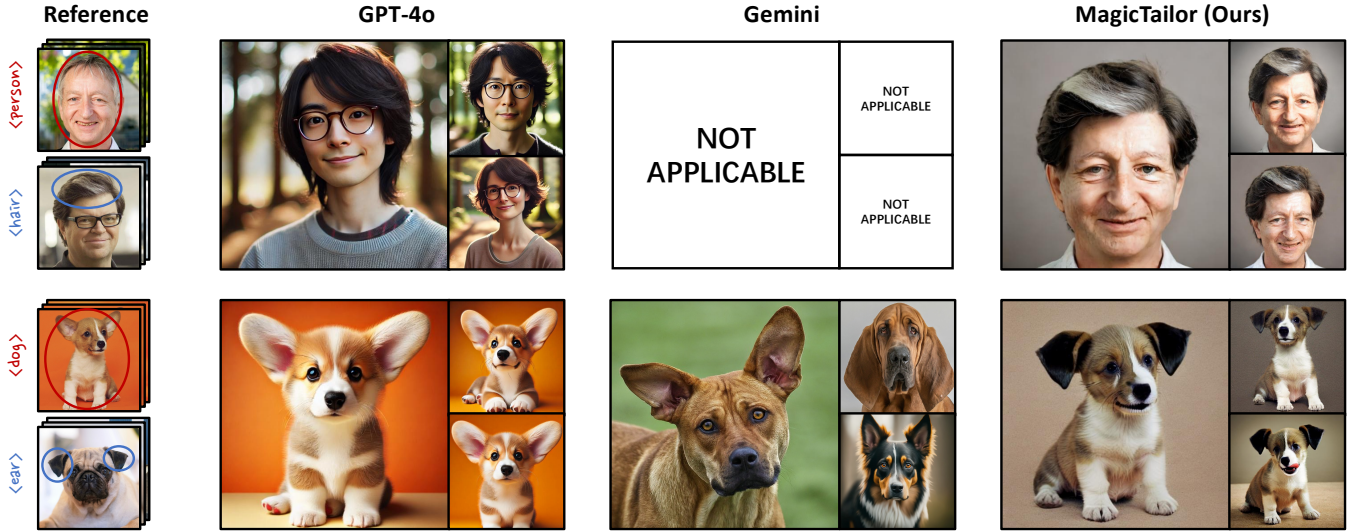 Reference
GPT-4o
Gemini
MagicTailor (Ours)
<person>
<hair>
NOT
APPLICABLE
NOT
APPLICABLE
NOT
APPLICABLE
<dog>
<ear>